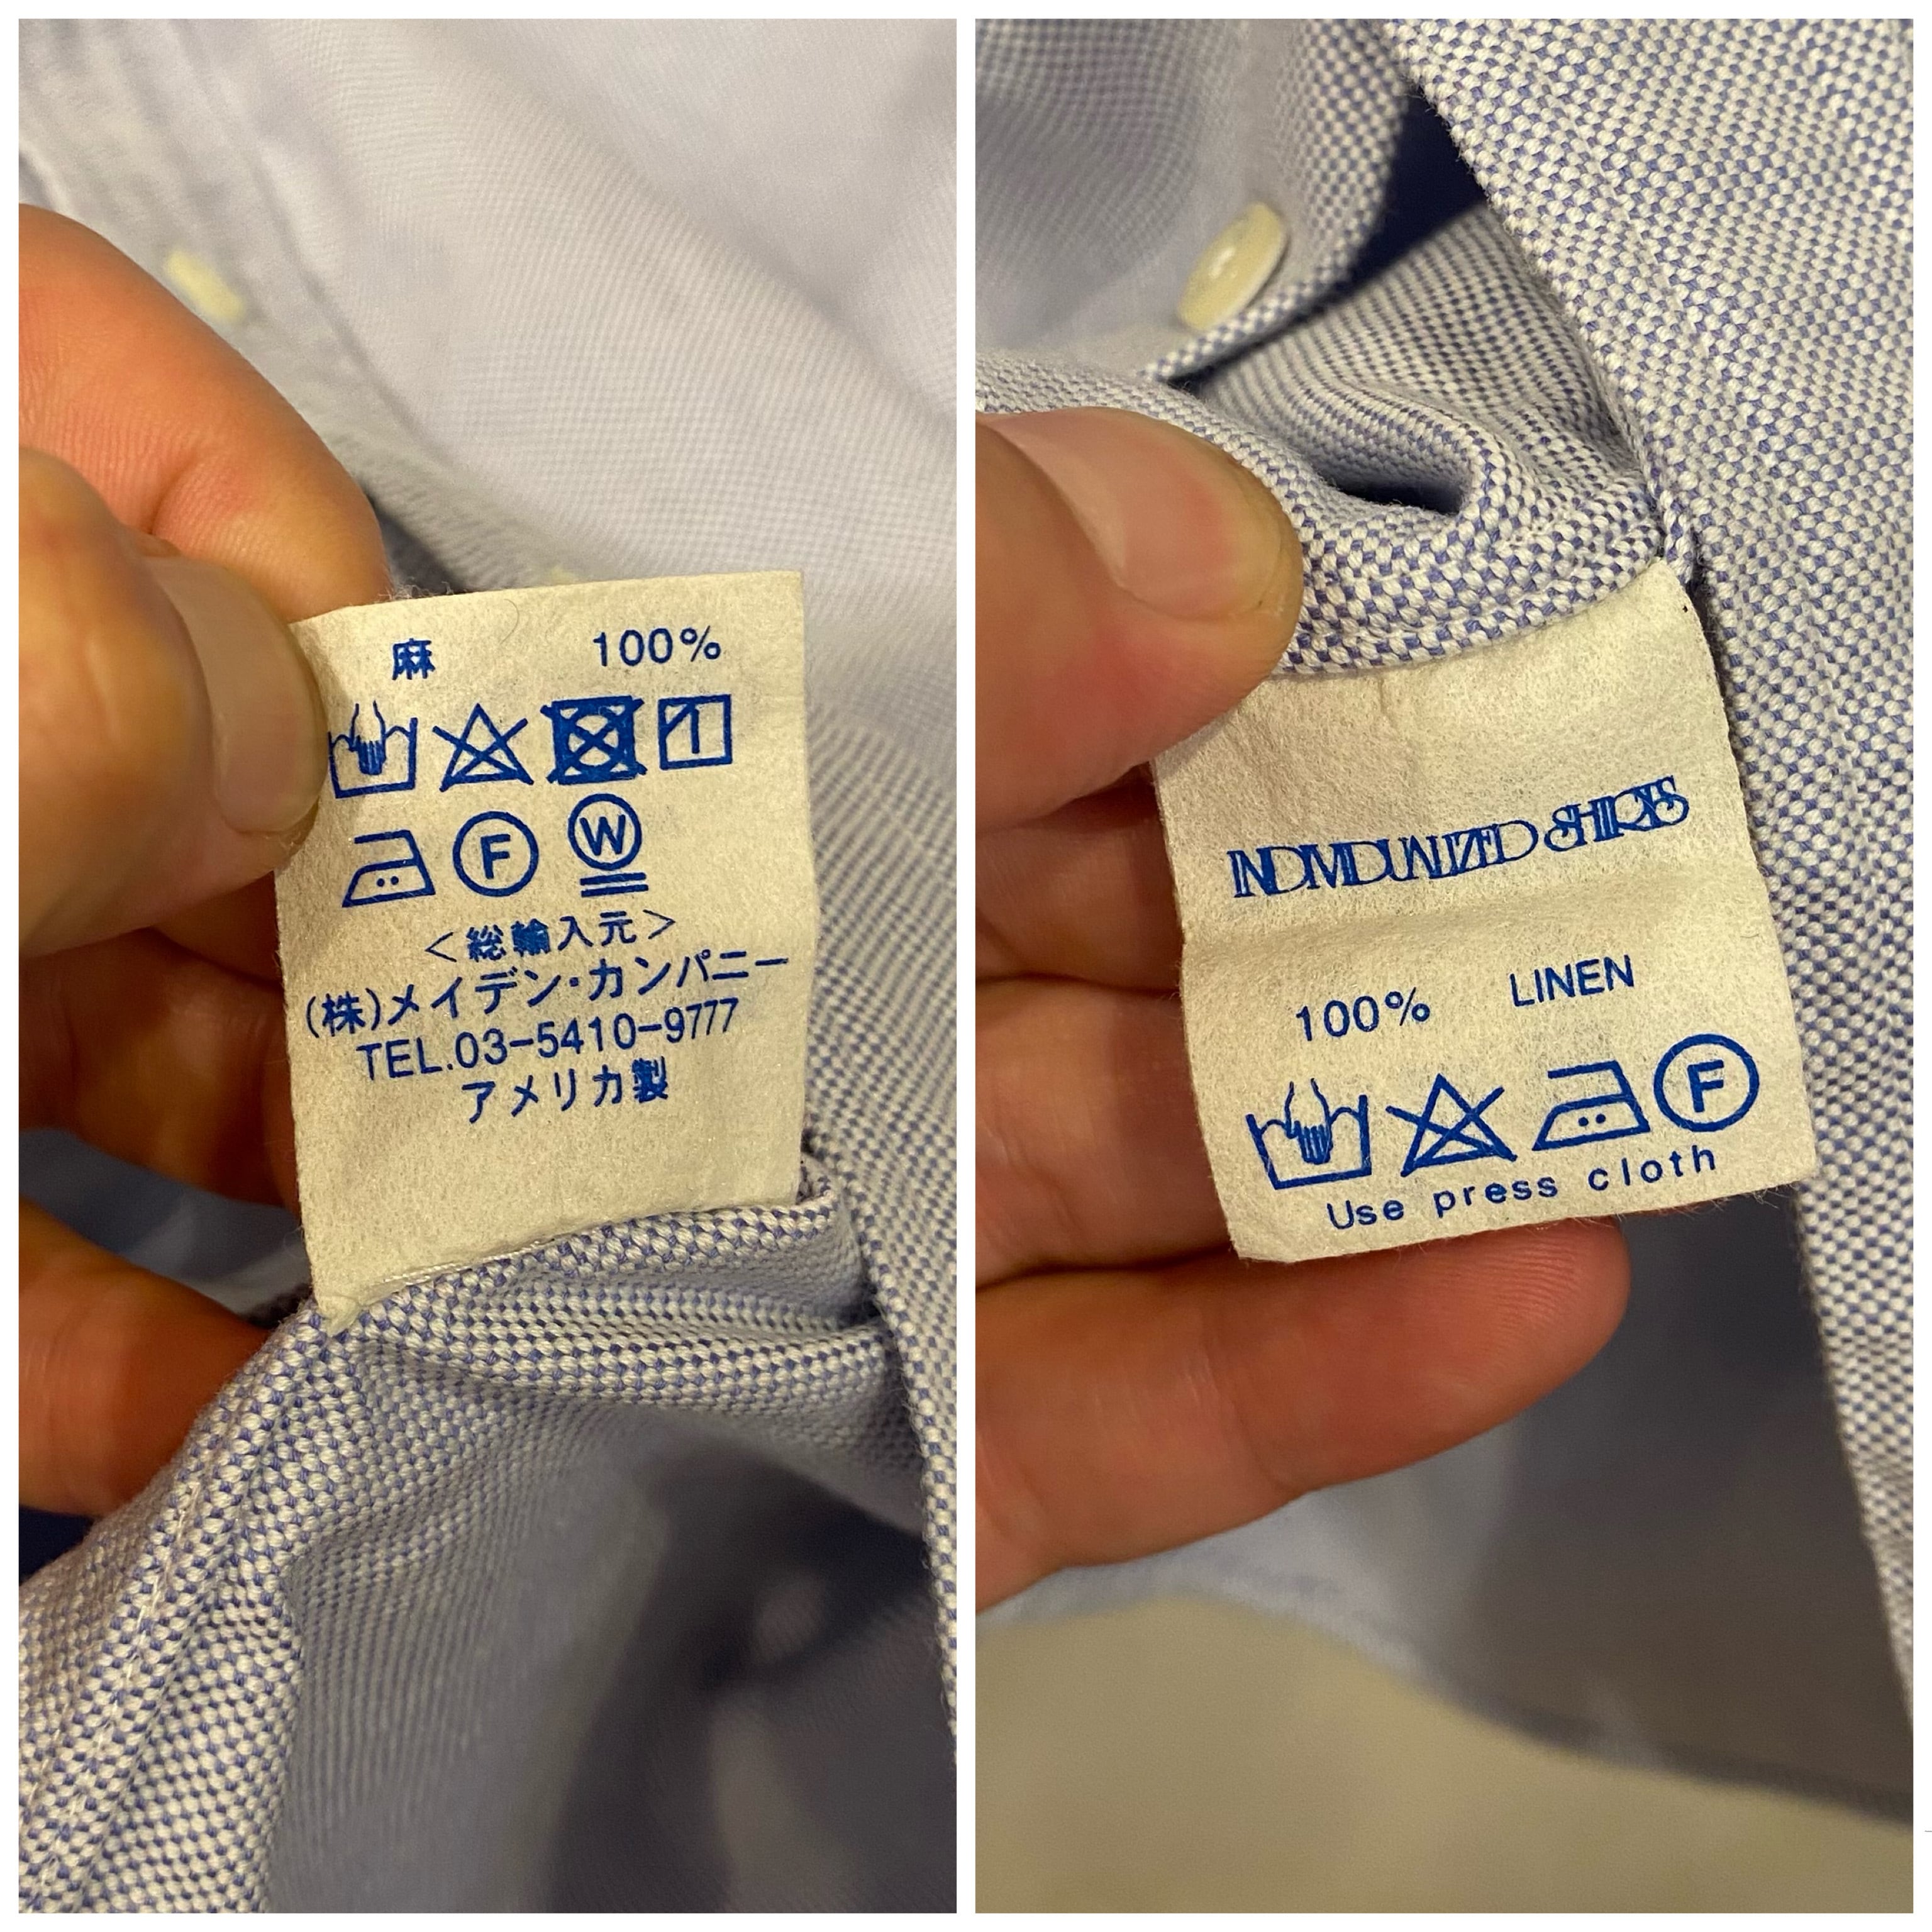 麻 100%
F W
<総輸入元>
(株)メイデン・カンパニー
TEL.03-5410-9777
アメリカ製
INDIVIDUALIZED SHIRTS
100% LINEN
F
Use press cloth